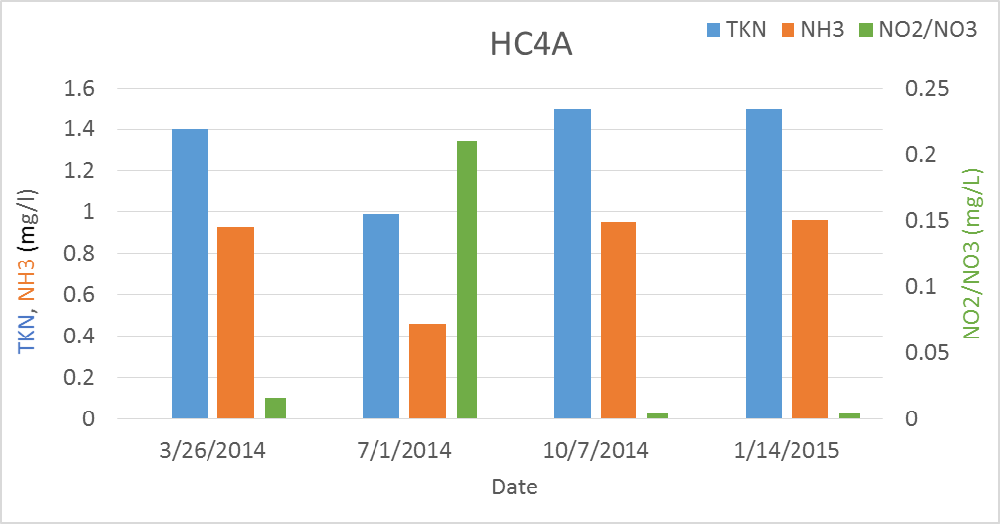 TKN NH3 NO2/NO3
HC4A
1.6
1.4
1.2
1
0.8
0.6
0.4
0.2
0
TKN, NH3 (mg/l)
0.25
0.2
0.15
0.1
0.05
0
NO2/NO3 (mg/L)
3/26/2014 7/1/2014 10/7/2014 1/14/2015
Date